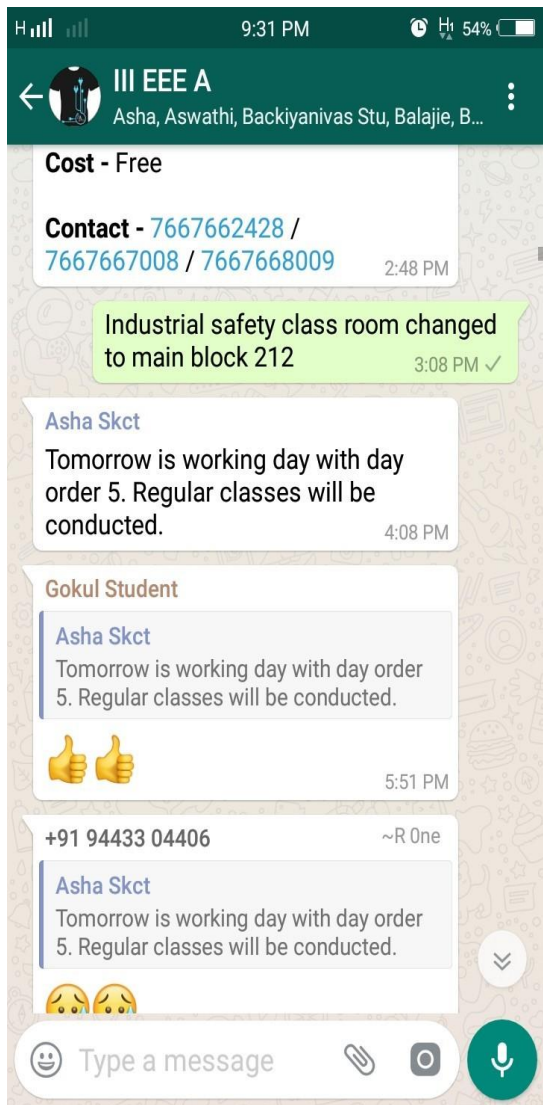 H 9:31 PM H1 54%
III EEE A
Asha, Aswathi, Backiyanivas Stu, Balajie, B...
Cost - Free
Contact - 7667662428 /
7667667008 / 7667668009 2:48 PM
Industrial safety class room changed
to main block 212 3:08 PM
Asha Skct
Tomorrow is working day with day
order 5. Regular classes will be
conducted. 4:08 PM
Gokul Student
Asha Skct
Tomorrow is working day with day order
5. Regular classes will be conducted.
👍👍
5:51 PM
+91 94433 04406 ~R 0ne
Asha Skct
Tomorrow is working day with day order
5. Regular classes will be conducted.
Type a message